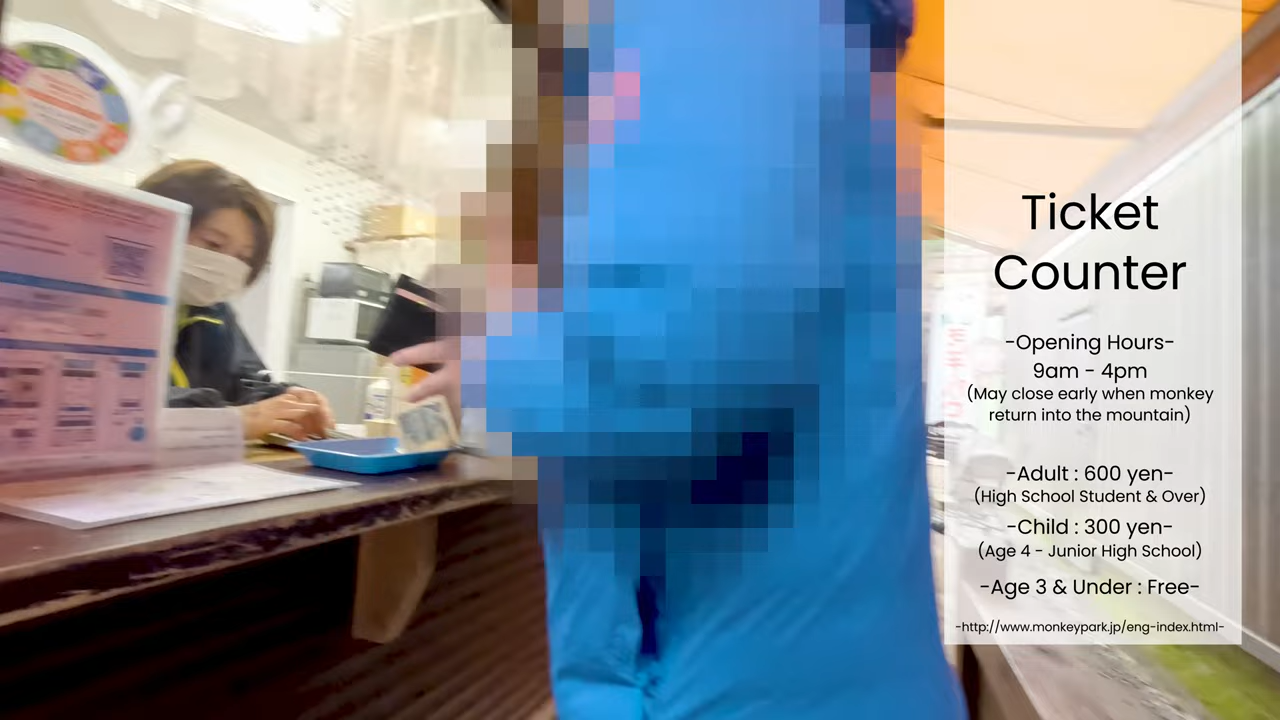 Ticket
Counter
-Opening Hours-
9am - 4pm
(May close early when monkey
return into the mountain)
-Adult : 600 yen-
(High School Student & Over)
-Child : 300 yen-
(Age 4 - Junior High School)
-Age 3 & Under : Free-
-http://www.monkeypark.jp/eng-index.html-